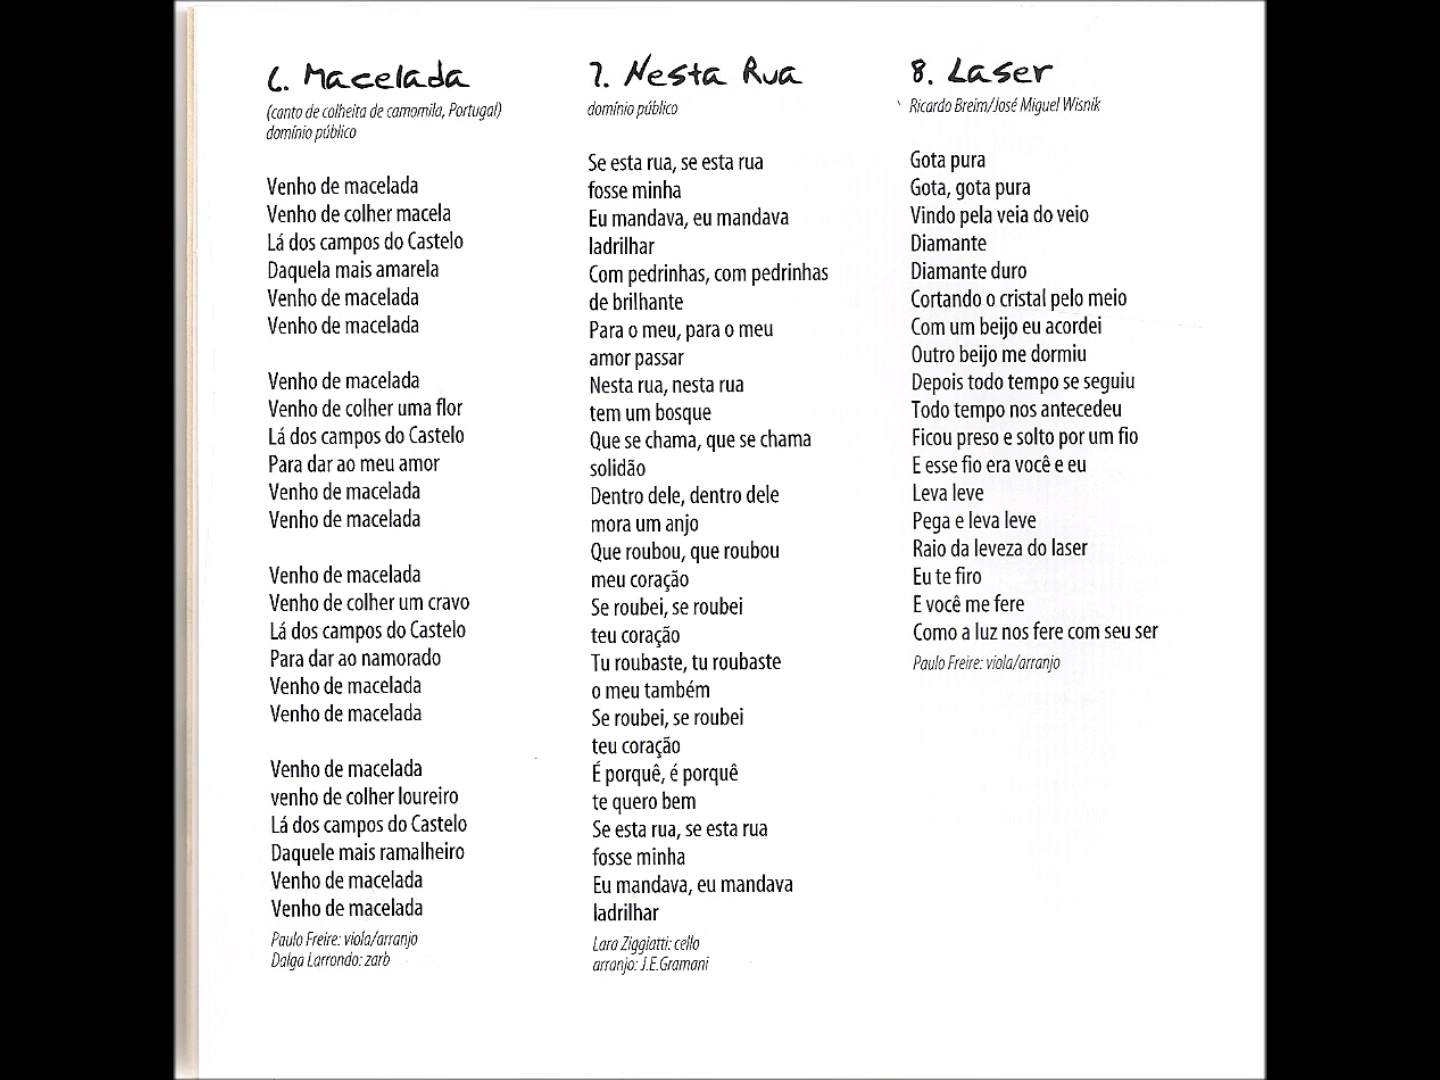 6. Macelada
(canto de colheita de camomila, Portugal)
domínio público
Venho de macelada
Venho de colher macela
Lá dos campos do Castelo
Daquela mais amarela
Venho de macelada
Venho de macelada
Venho de macelada
Venho de colher uma flor
Lá dos campos do Castelo
Para dar ao meu amor
Venho de macelada
Venho de macelada
Venho de macelada
Venho de colher um cravo
Lá dos campos do Castelo
Para dar ao namorado
Venho de macelada
Venho de macelada
Venho de macelada
venho de colher loureiro
Lá dos campos do Castelo
Daquele mais ramalheiro
Venho de macelada
Venho de macelada
Paulo Freire: viola/arranjo
Dalga Larrondo: zarb
7. Nesta Rua
domínio público
Se esta rua, se esta rua
fosse minha
Eu mandava, eu mandava
ladrilhar
Com pedrinhas, com pedrinhas
de brilhante
Para o meu, para o meu
amor passar
Nesta rua, nesta rua
tem um bosque
Que se chama, que se chama
solidão
Dentro dele, dentro dele
mora um anjo
Que roubou, que roubou
meu coração
Se roubei, se roubei
teu coração
Tu roubaste, tu roubaste
o meu também
Se roubei, se roubei
teu coração
É porquê, é porquê
te quero bem
Se esta rua, se esta rua
fosse minha
Eu mandava, eu mandava
ladrilhar
Lara Ziggiatti: cello
arranjo: J.E.Gramani
8. Laser
Ricardo Breim/José Miguel Wisnik
Gota pura
Gota, gota pura
Vindo pela veia do veio
Diamante
Diamante duro
Cortando o cristal pelo meio
Com um beijo eu acordei
Outro beijo me dormiu
Depois todo tempo se seguiu
Todo tempo nos antecedeu
Ficou preso e solto por um fio
E esse fio era você e eu
Leva leve
Pega e leva leve
Raio da leveza do laser
Eu te firo
E você me fere
Como a luz nos fere com seu ser
Paulo Freire: viola/arranjo